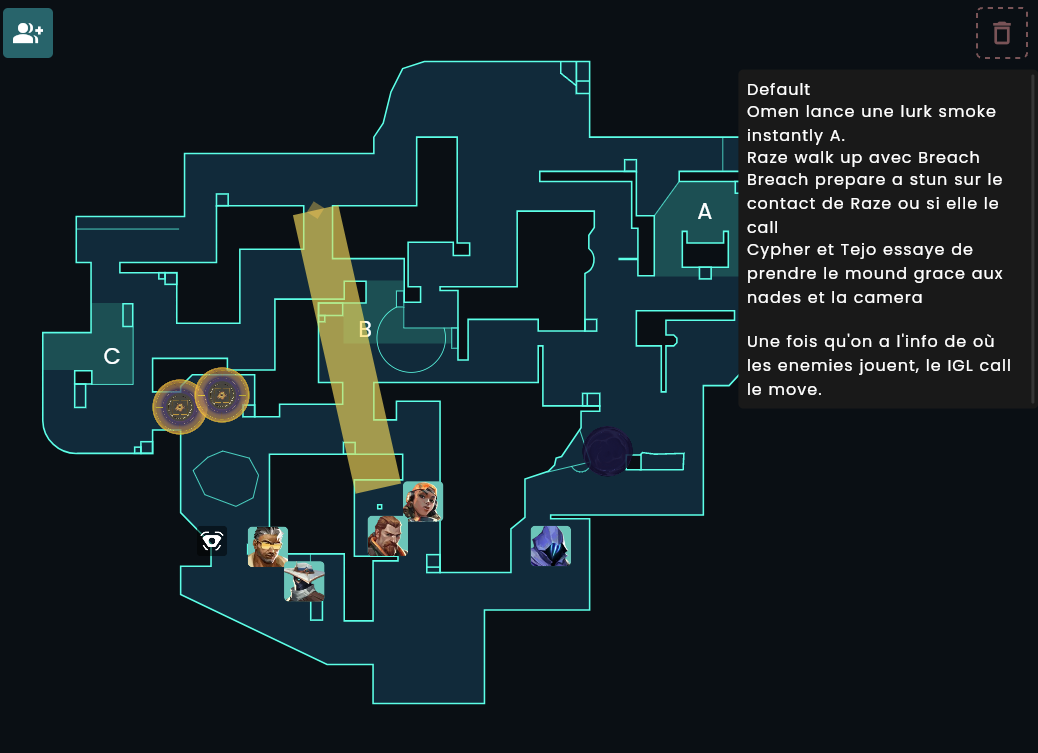 Default
Omen lance une lurk smoke
instantly A.
Raze walk up avec Breach
Breach prepare a stun sur le
contact de Raze ou si elle le
call
Cypher et Tejo essaye de
prendre le mound grace aux
nades et la camera
Une fois qu'on a l'info de où
les enemies jouent, le IGL call
le move.
A
B
C